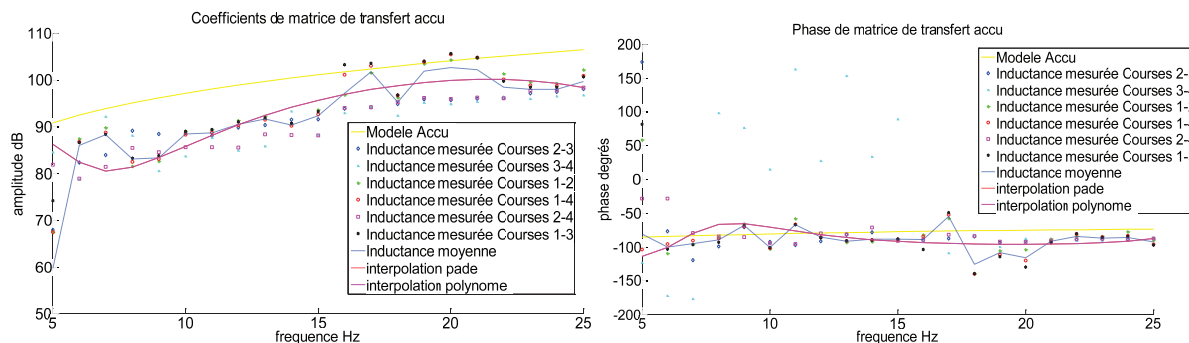 Coefficients de matrice de transfert accu
110
100
90
80
70
60
50
amplitude dB
5
10
15
20
25
frequence Hz
Modele Accu
Inductance mesurée Courses 2-3
Inductance mesurée Courses 3-4
Inductance mesurée Courses 1-2
Inductance mesurée Courses 1-4
Inductance mesurée Courses 2-4
Inductance mesurée Courses 1-3
Inductance moyenne
interpolation pade
interpolation polynome
Phase de matrice de transfert accu
200
150
100
50
0
-50
-100
-150
-200
phase degrés
5
10
15
20
25
frequence Hz
Modele Accu
Inductance mesurée Courses 2-
Inductance mesurée Courses 3-
Inductance mesurée Courses 1-
Inductance mesurée Courses 1-
Inductance mesurée Courses 2-
Inductance mesurée Courses 1-
Inductance moyenne
interpolation pade
interpolation polynome